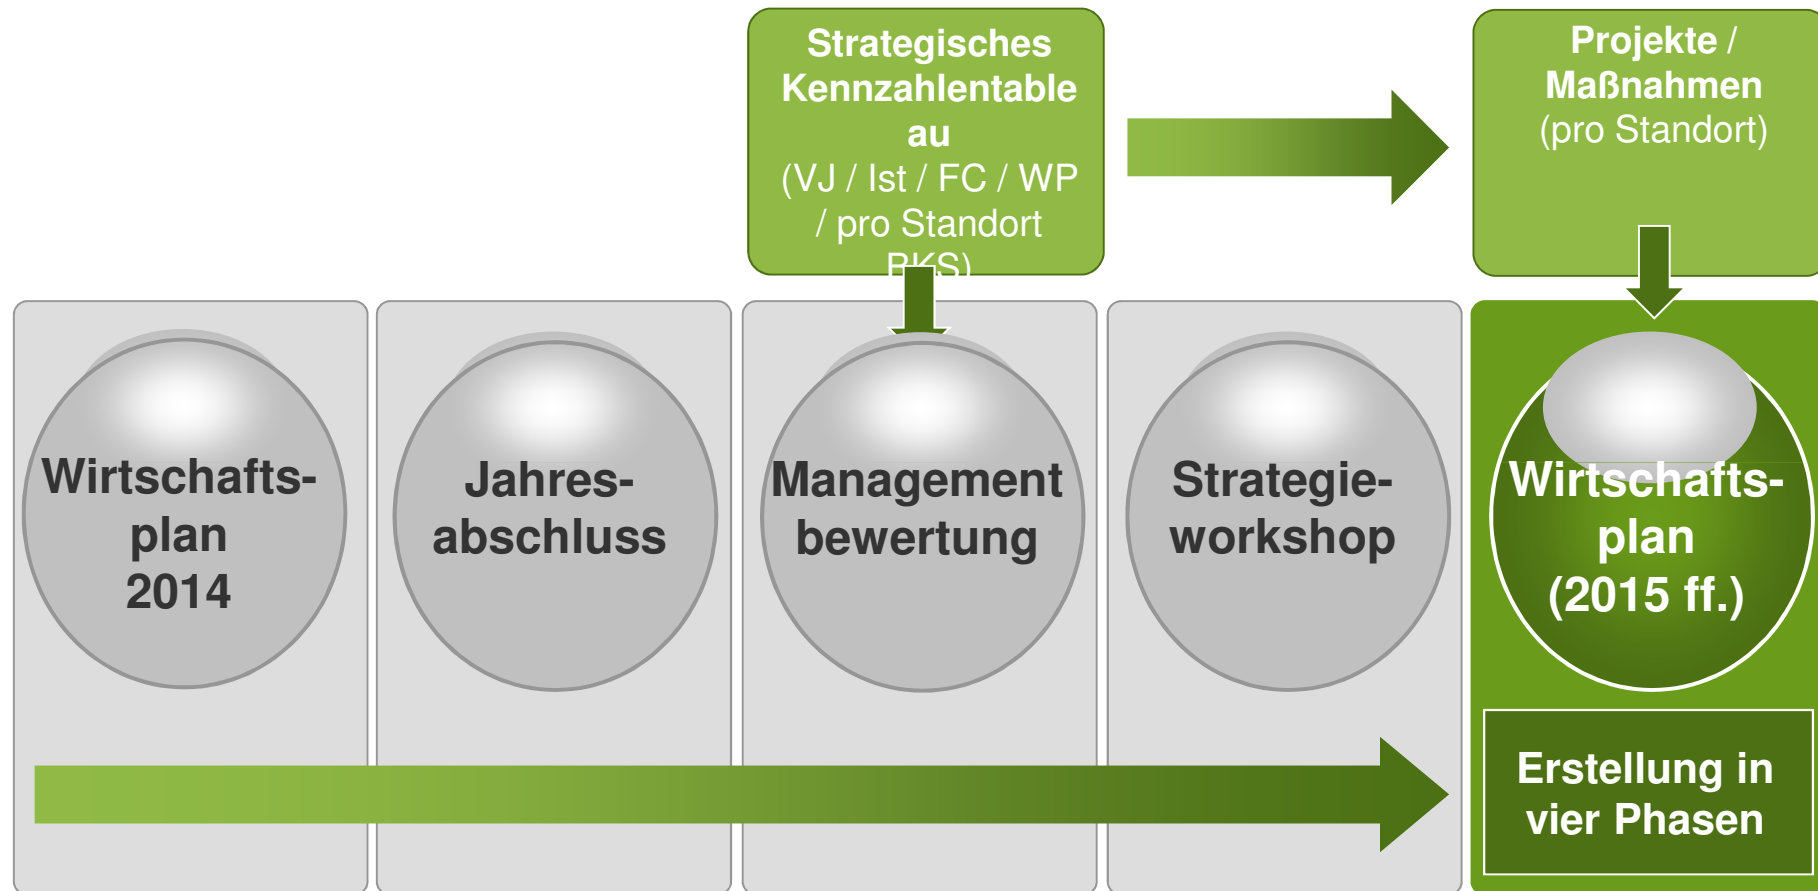 Strategisches
Kennzahlentable
au
(VJ / Ist / FC / WP
/ pro Standort
BKS)
Projekte /
Maßnahmen
(pro Standort)
Wirtschafts-
plan
2014
Jahres-
abschluss
Management
bewertung
Strategie-
workshop
Wirtschafts-
plan
(2015 ff.)
Erstellung in
vier Phasen